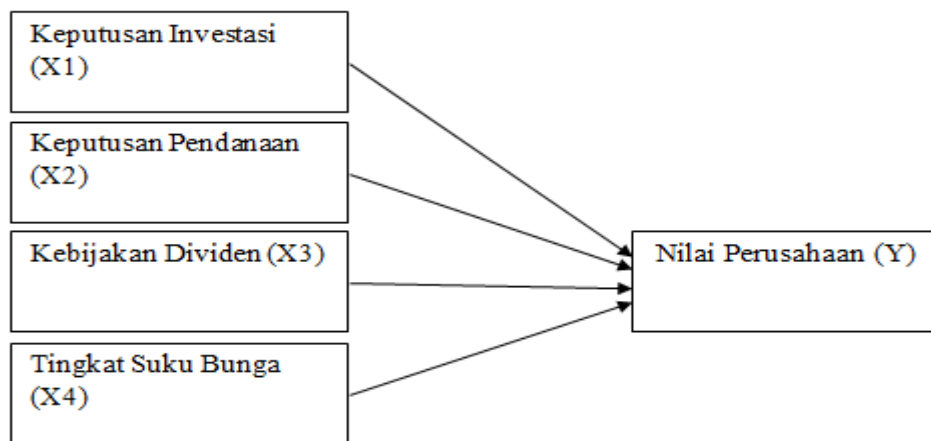 Keputusan Investasi
(X1)
Keputusan Pendanaan
(X2)
Kebijakan Dividen (X3)
Nilai Perusahaan (Y)
Tingkat Suku Bunga
(X4)